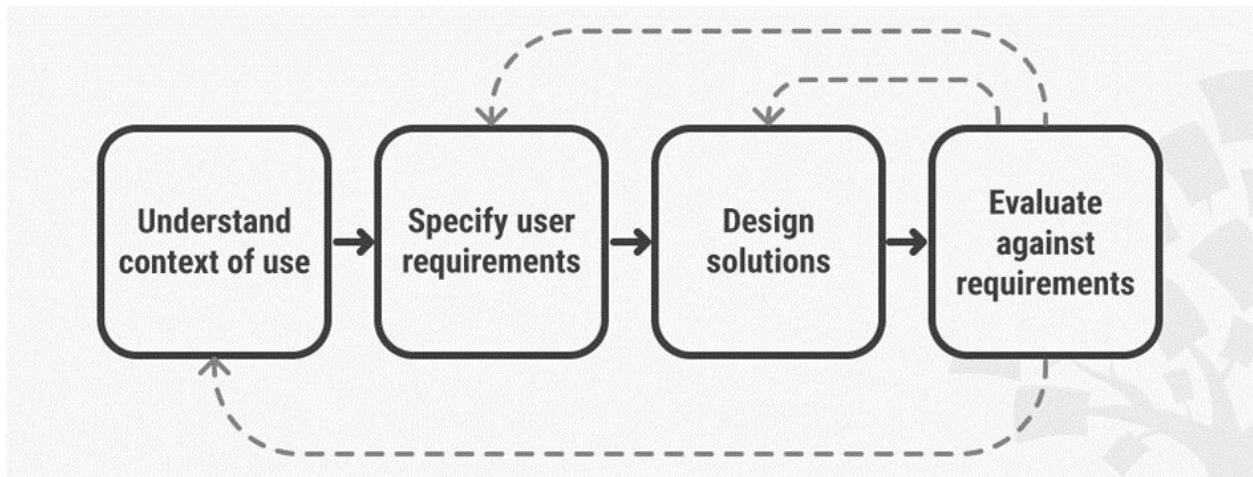 Understand
context of use
Specify user
requirements
Design
solutions
Evaluate
against
requirements